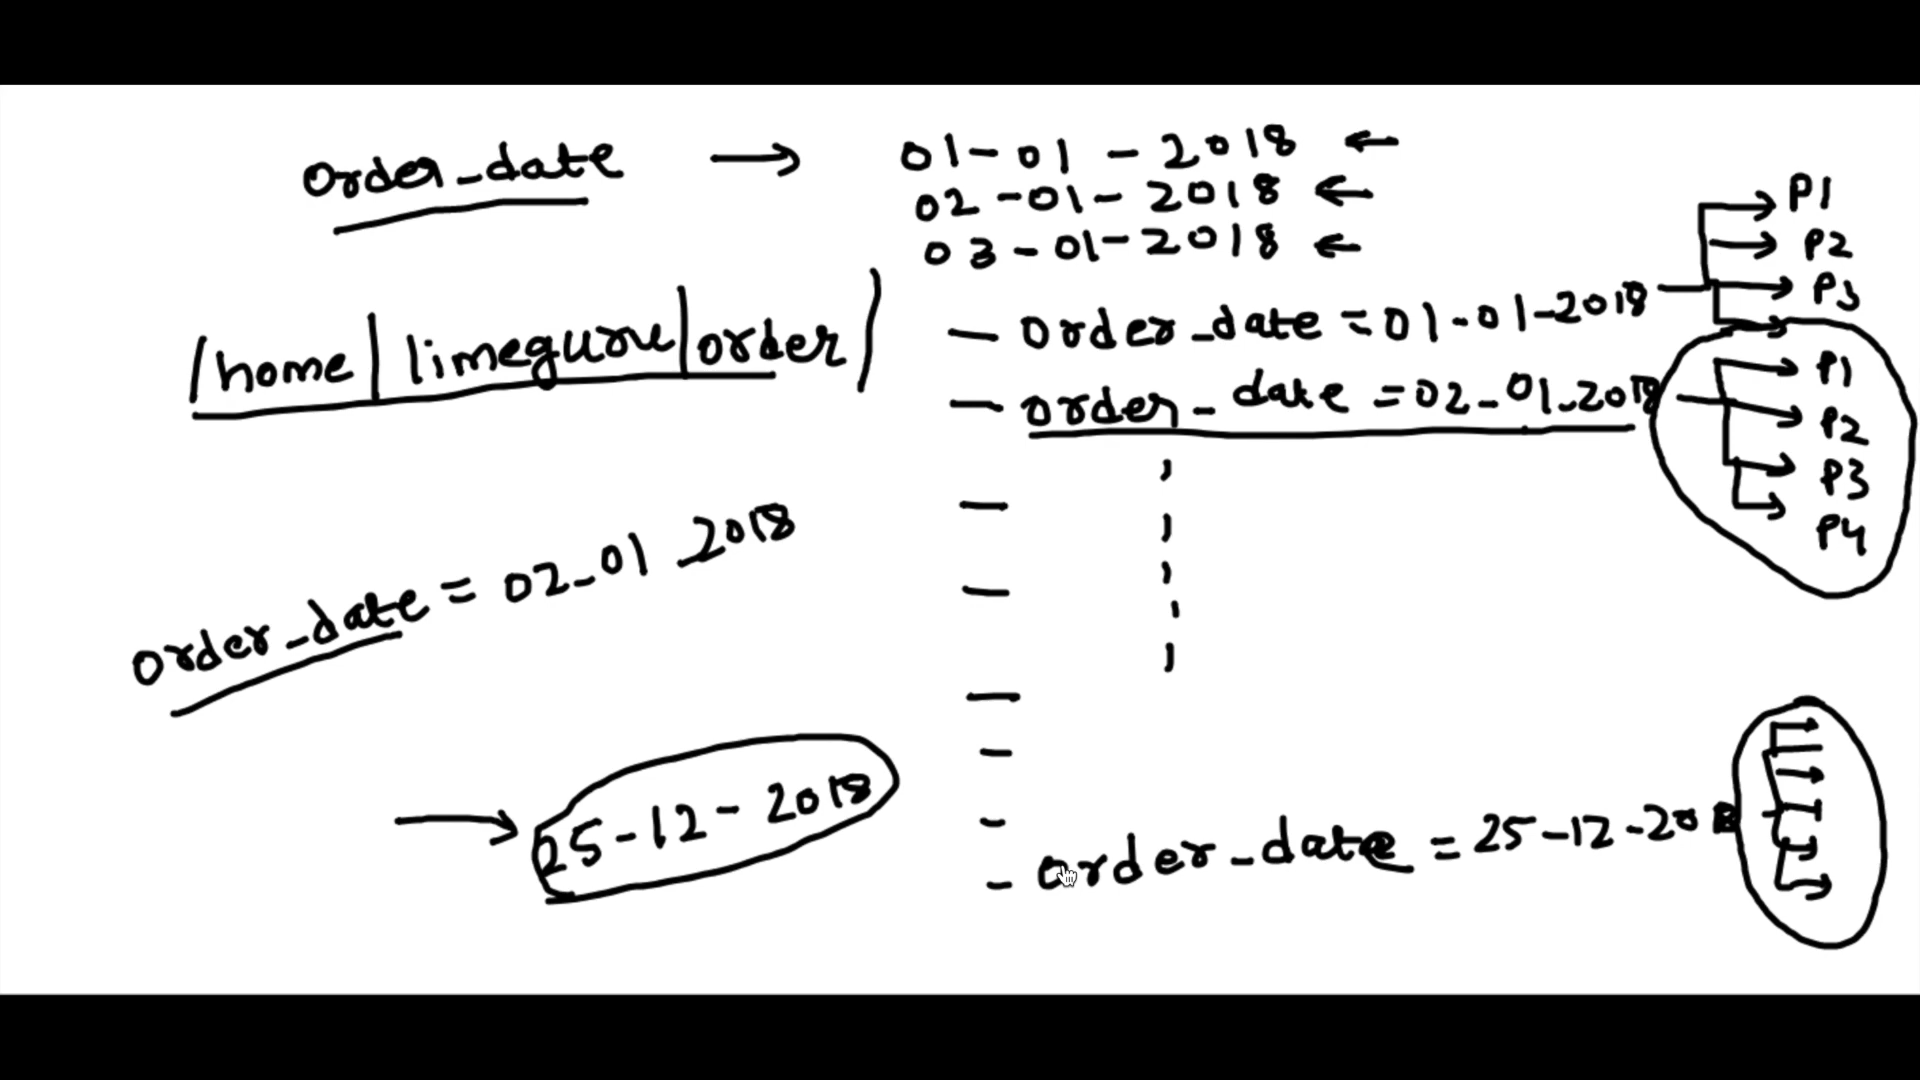 order_date → 01-01-2018 ←
02-01-2018 ←
03-01-2018 ←
/home/limegurue/order/
- order_date = 01-01-2018
P1
P2
P3
- order_date = 02-01-2018
P1
P2
P3
P4
order_date = 02-01 2018
→ 25-12-2018
- order_date = 25-12-2018